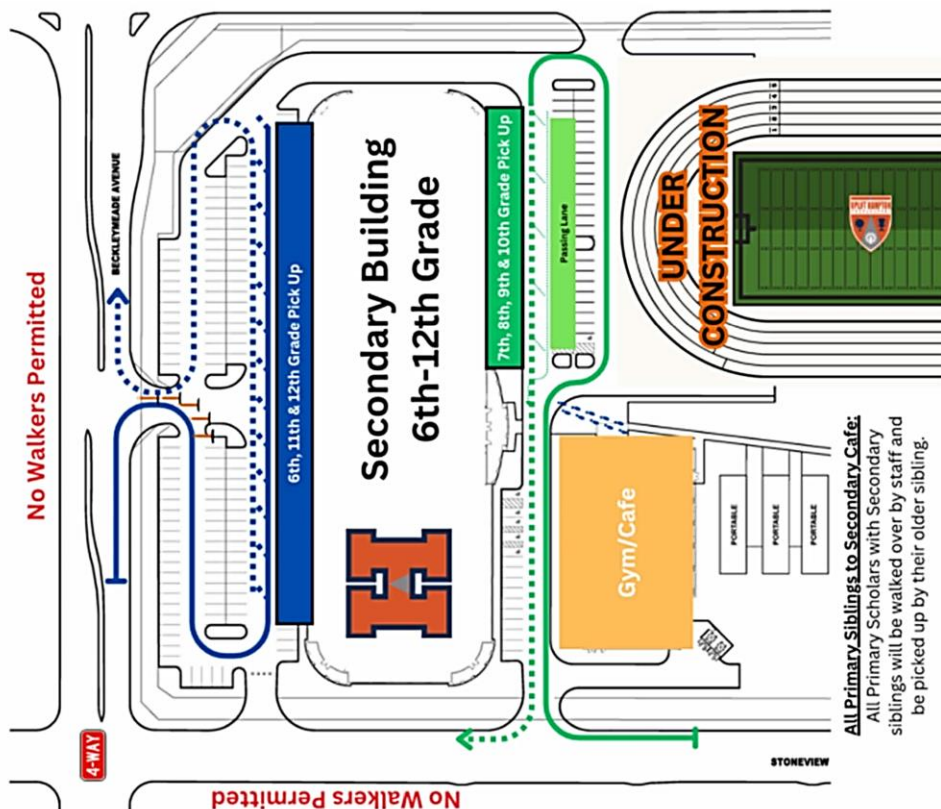 No Walkers Permitted
BECKLEYMEADE AVENUE
4-WAY
6th, 11th & 12th Grade Pick Up
Secondary Building
6th-12th Grade
H
7th, 8th, 9th & 10th Grade Pick Up
Passing Lane
UNDER
CONSTRUCTION
UPLIFT HAMPTON
Gym/Cafe
PORTABLE
PORTABLE
PORTABLE
STONEVIEW
No Walkers Permitted
All Primary Siblings to Secondary Cafe:
All Primary Scholars with Secondary
siblings will be walked over by staff and
be picked up by their older sibling.